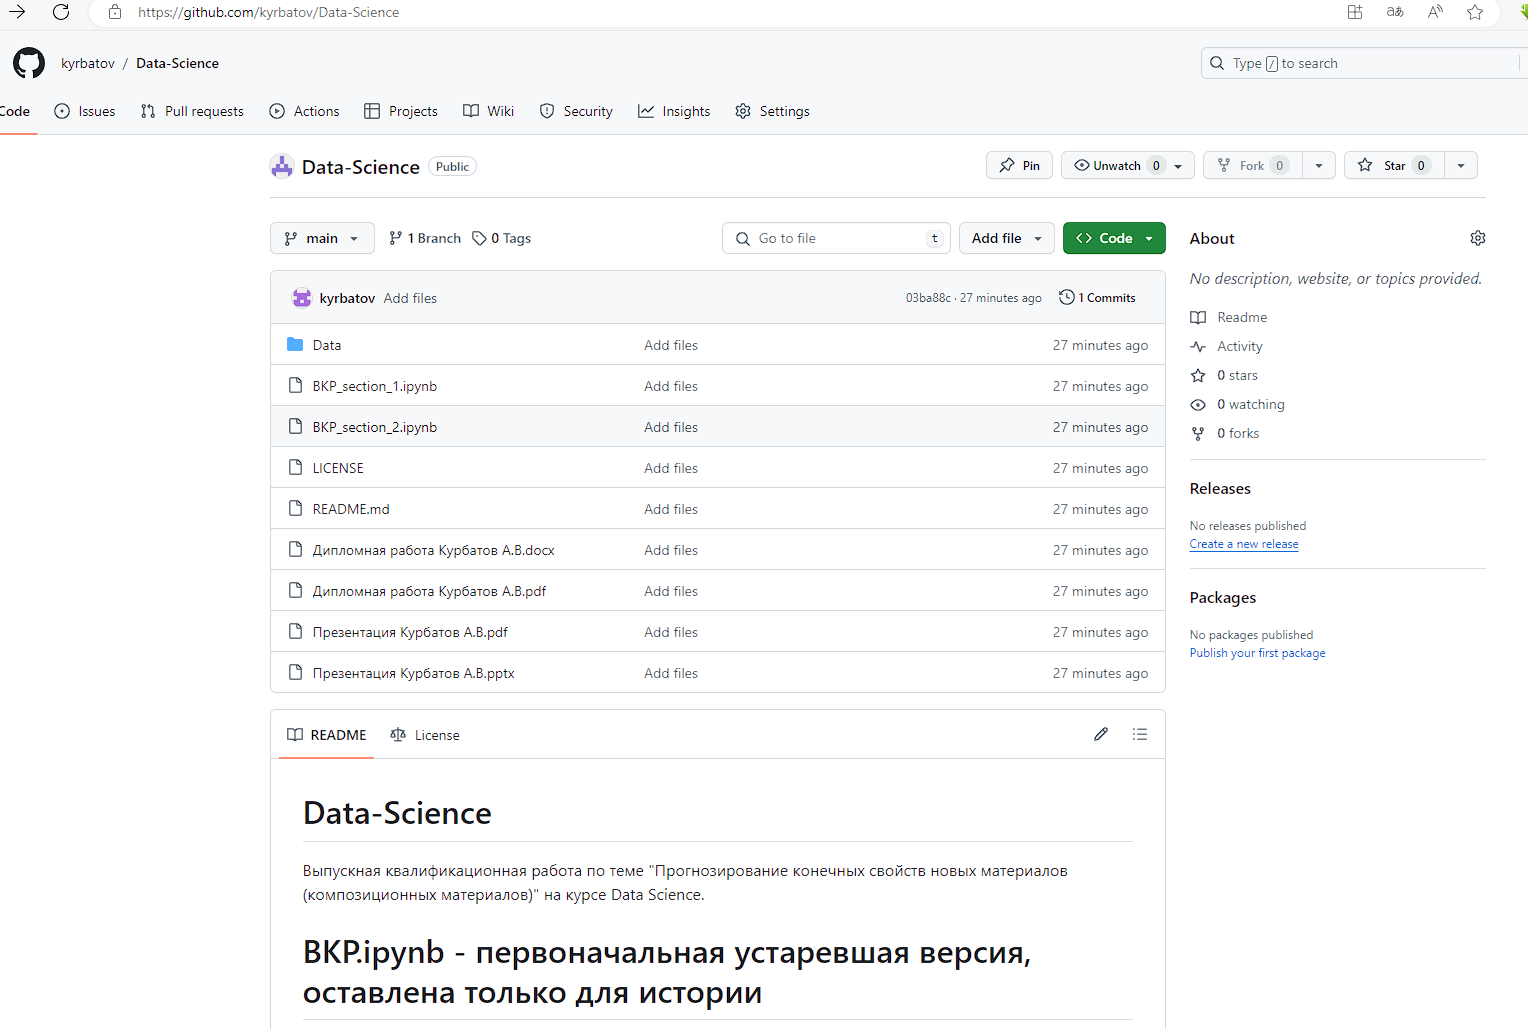 https://github.com/kyrbatov/Data-Science
kyrbatov / Data-Science
Type / to search
Code Issues Pull requests Actions Projects Wiki Security Insights Settings
Data-Science Public
Pin Unwatch 0 Fork 0 Star 0
main 1 Branch 0 Tags
Go to file t Add file Code
kyrbatov Add files 03ba88c · 27 minutes ago 1 Commits
Data Add files 27 minutes ago
ВКР_section_1.ipynb Add files 27 minutes ago
ВКР_section_2.ipynb Add files 27 minutes ago
LICENSE Add files 27 minutes ago
README.md Add files 27 minutes ago
Дипломная работа Курбатов А.В.docx Add files 27 minutes ago
Дипломная работа Курбатов А.В.pdf Add files 27 minutes ago
Презентация Курбатов А.В.pdf Add files 27 minutes ago
Презентация Курбатов А.В.pptx Add files 27 minutes ago
README License
Data-Science
Выпускная квалификационная работа по теме "Прогнозирование конечных свойств новых материалов
(композиционных материалов)" на курсе Data Science.
ВКР.ipynb - первоначальная устаревшая версия,
оставлена только для истории
About
No description, website, or topics provided.
Readme
Activity
0 stars
0 watching
0 forks
Releases
No releases published
Create a new release
Packages
No packages published
Publish your first package